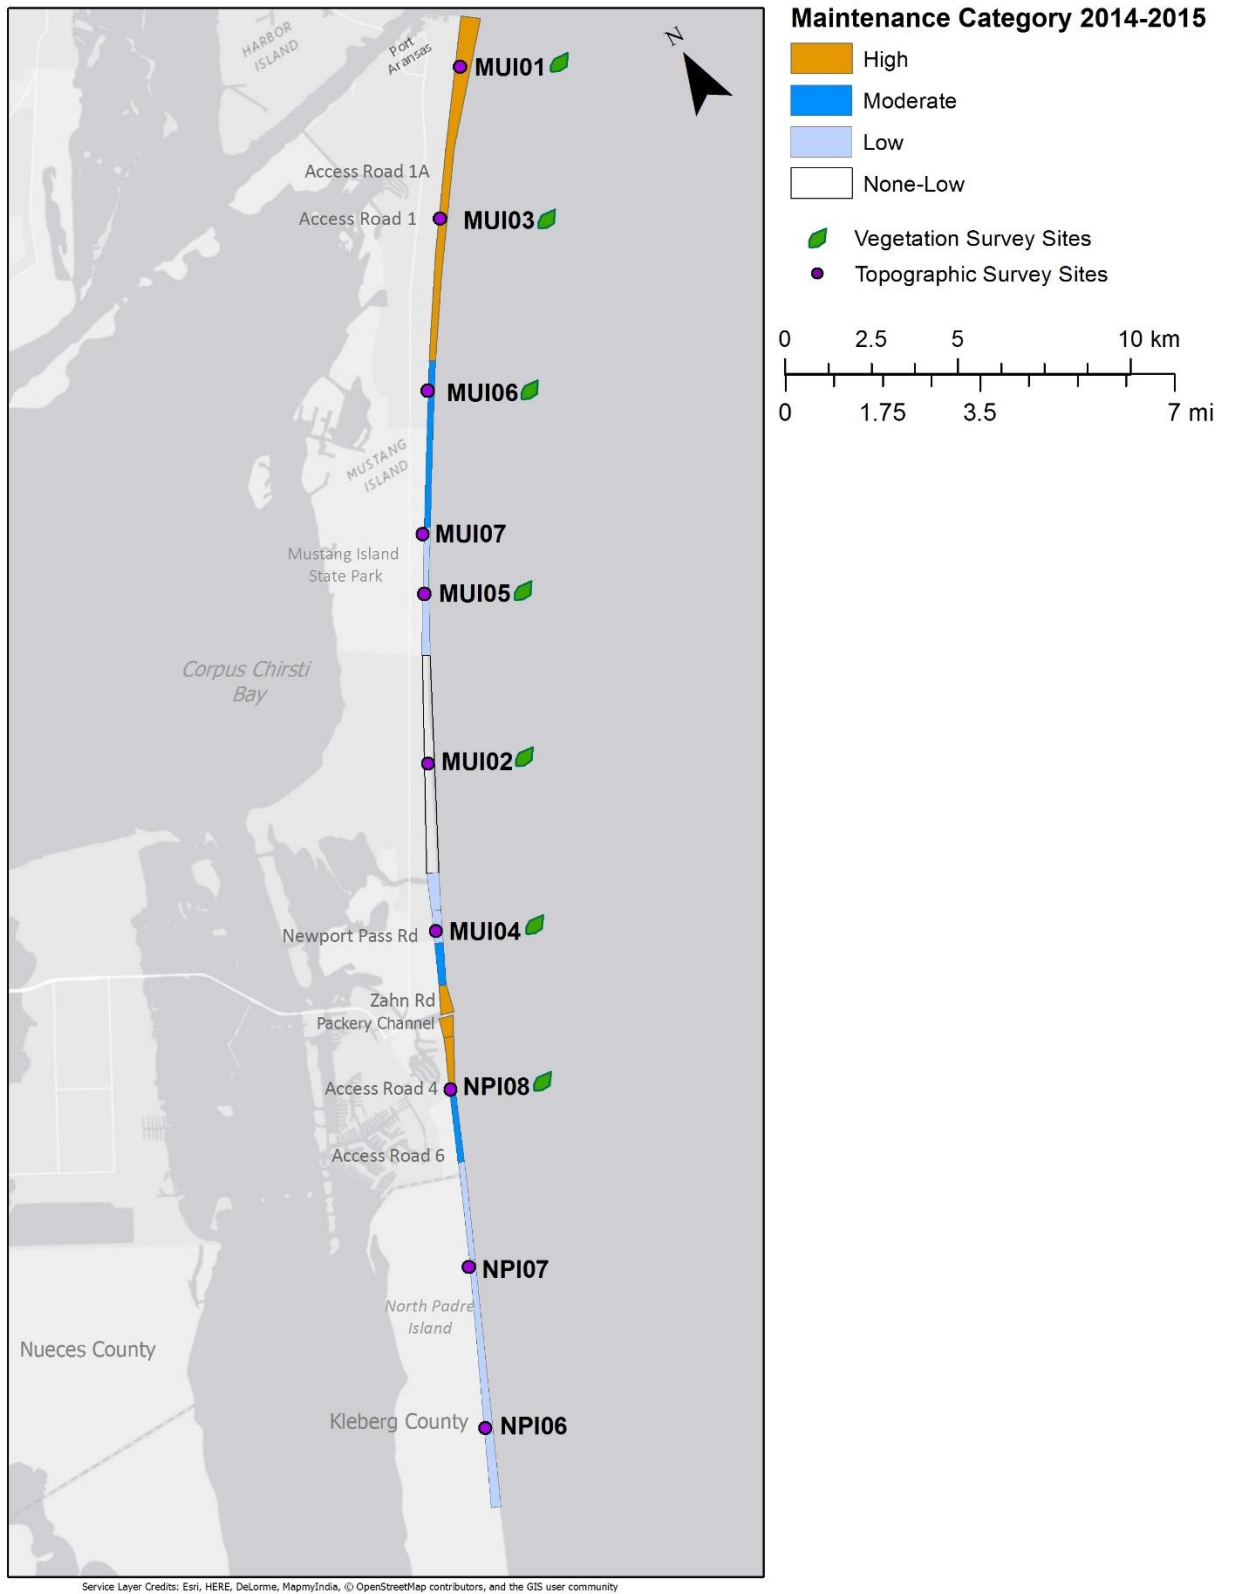 Maintenance Category 2014-2015
High
Moderate
Low
None-Low
Vegetation Survey Sites
Topographic Survey Sites
0 2.5 5 10 km
0 1.75 3.5 7 mi
N
HARBOR
ISLAND
Port
Aransas
MUI01
Access Road 1A
Access Road 1
MUI03
MUI06
MUSTANG
ISLAND
MUI07
Mustang Island
State Park
MUI05
Corpus Chirsti
Bay
MUI02
MUI04
Newport Pass Rd
Zahn Rd
Packery Channel
Access Road 4
NPI08
Access Road 6
NPI07
North Padre
Island
Nueces County
Kleberg County
NPI06
Service Layer Credits: Esri, HERE, DeLorme, MapmyIndia, © OpenStreetMap contributors, and the GIS user community